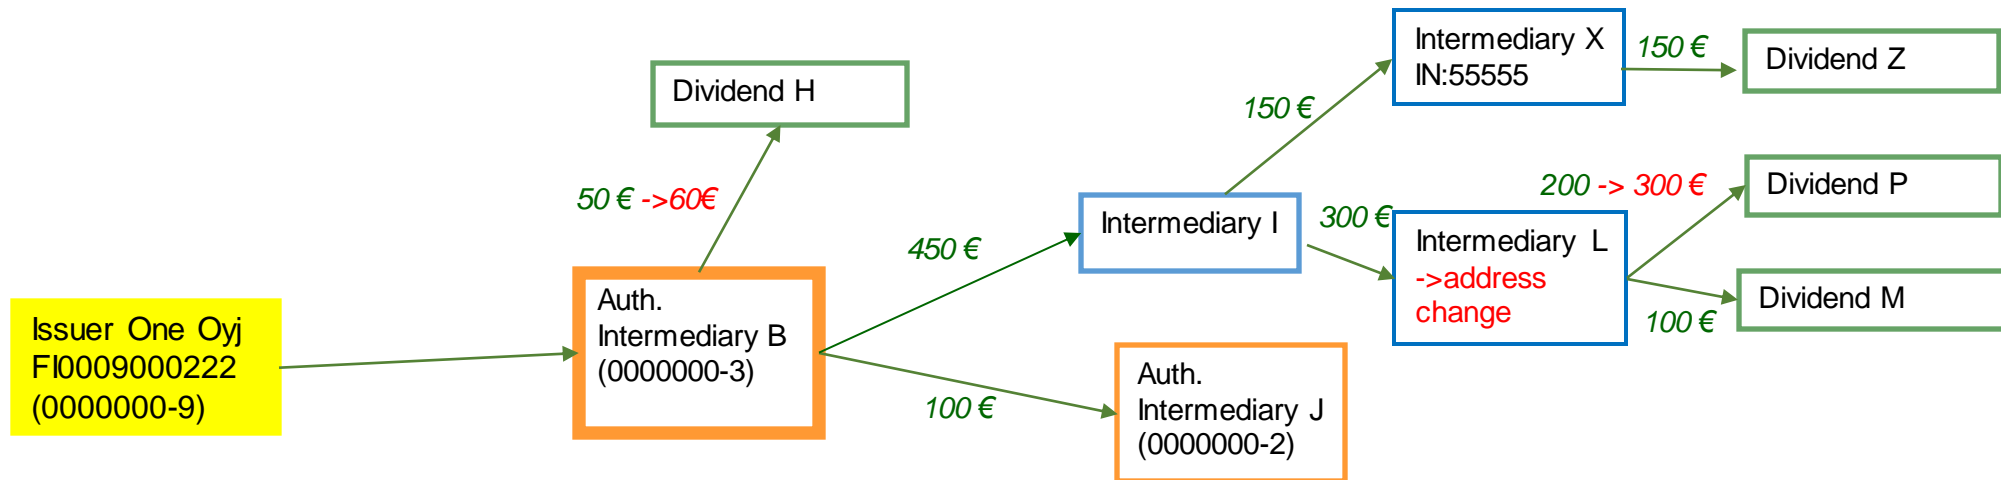 Issuer One Oyj
FI0009000222
(0000000-9)
Dividend H
50 € ->60€
Auth.
Intermediary B
(0000000-3)
450 €
100 €
Intermediary I
Auth.
Intermediary J
(0000000-2)
150 €
300 €
Intermediary X
IN:55555
150 €
Dividend Z
Intermediary L
->address
change
200 -> 300 €
Dividend P
100 €
Dividend M